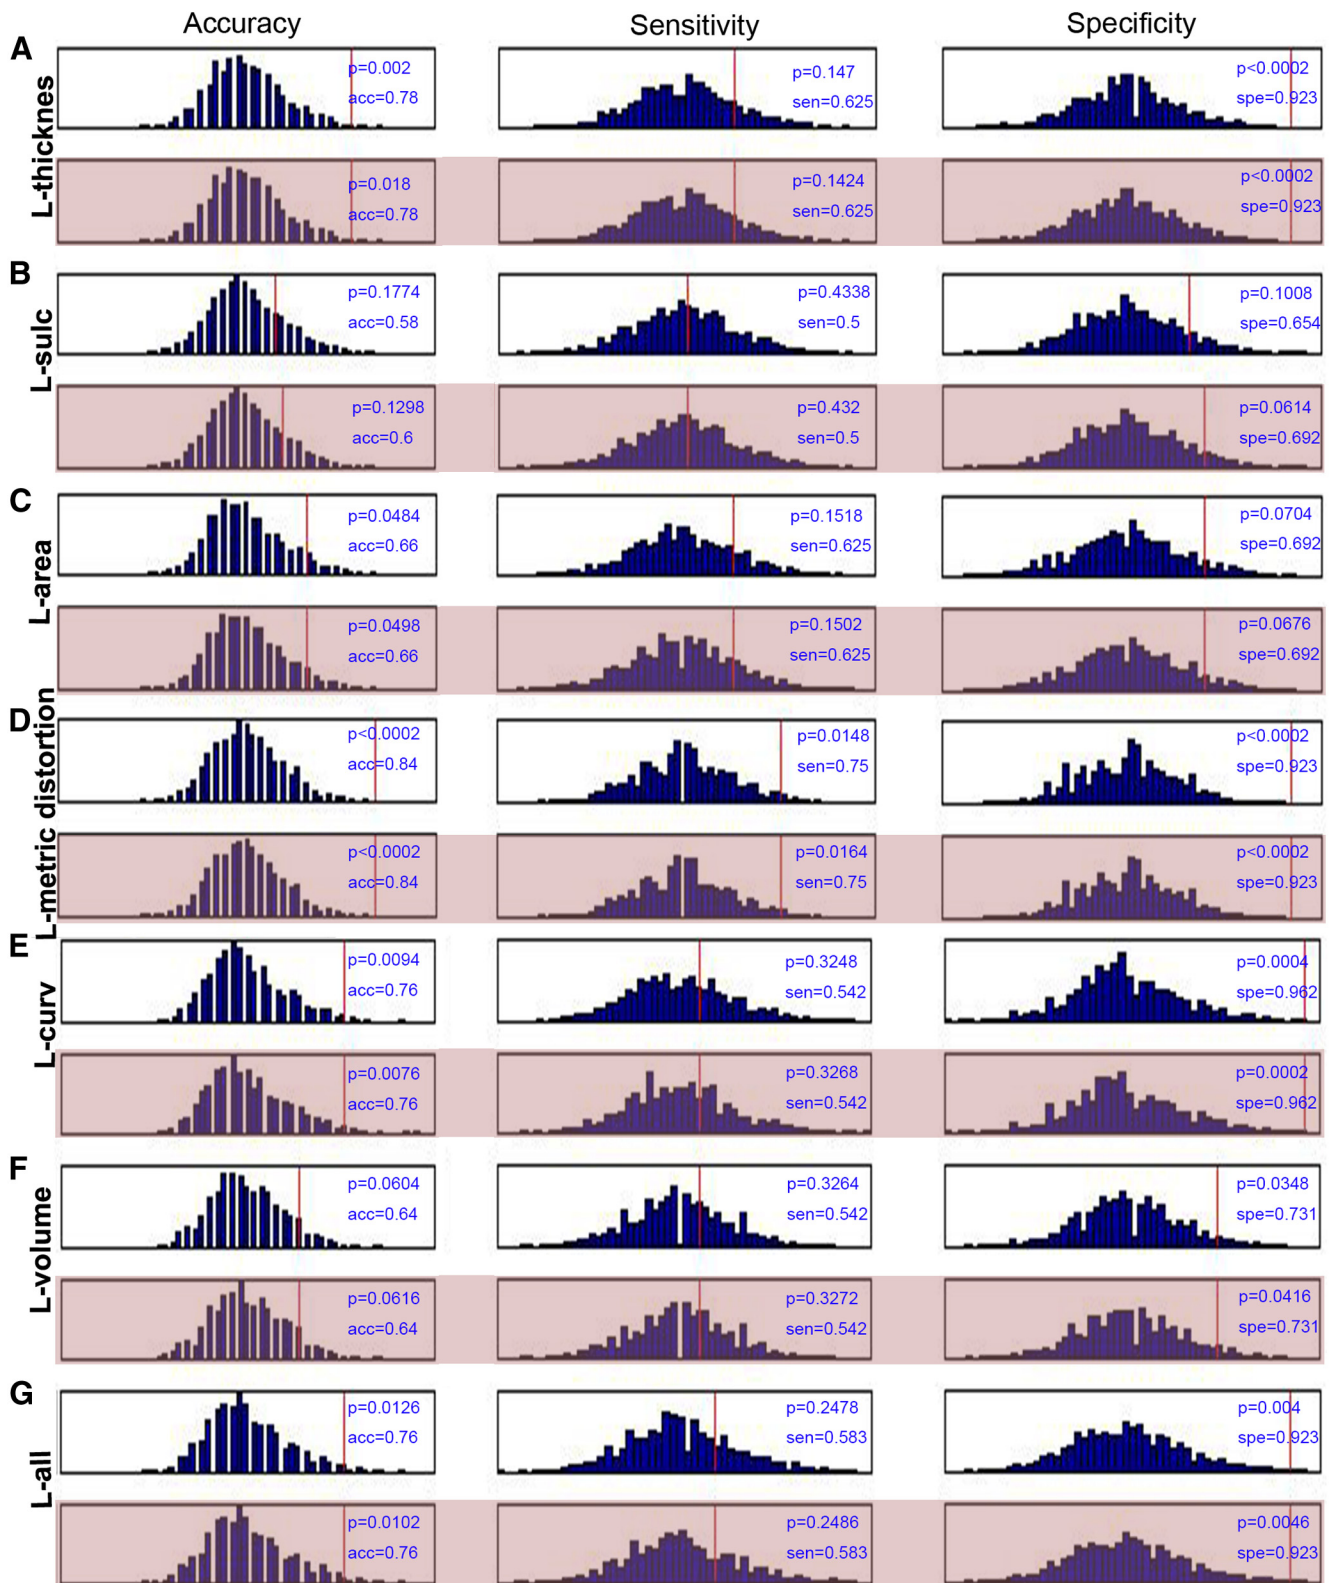 Accuracy
Sensitivity
Specificity
A
L-thicknes
p=0.002
acc=0.78
p=0.147
sen=0.625
p<0.0002
spe=0.923
p=0.018
acc=0.78
p=0.1424
sen=0.625
p<0.0002
spe=0.923
B
L-sulc
p=0.1774
acc=0.58
p=0.4338
sen=0.5
p=0.1008
spe=0.654
p=0.1298
acc=0.6
p=0.432
sen=0.5
p=0.0614
spe=0.692
C
L-area
p=0.0484
acc=0.66
p=0.1518
sen=0.625
p=0.0704
spe=0.692
p=0.0498
acc=0.66
p=0.1502
sen=0.625
p=0.0676
spe=0.692
D
L-metric distortion
p<0.0002
acc=0.84
p=0.0148
sen=0.75
p<0.0002
spe=0.923
p<0.0002
acc=0.84
p=0.0164
sen=0.75
p<0.0002
spe=0.923
E
L-curv
p=0.0094
acc=0.76
p=0.3248
sen=0.542
p=0.0004
spe=0.962
p=0.0076
acc=0.76
p=0.3268
sen=0.542
p=0.0002
spe=0.962
F
L-volume
p=0.0604
acc=0.64
p=0.3264
sen=0.542
p=0.0348
spe=0.731
p=0.0616
acc=0.64
p=0.3272
sen=0.542
p=0.0416
spe=0.731
G
L-all
p=0.0126
acc=0.76
p=0.2478
sen=0.583
p=0.004
spe=0.923
p=0.0102
acc=0.76
p=0.2486
sen=0.583
p=0.0046
spe=0.923